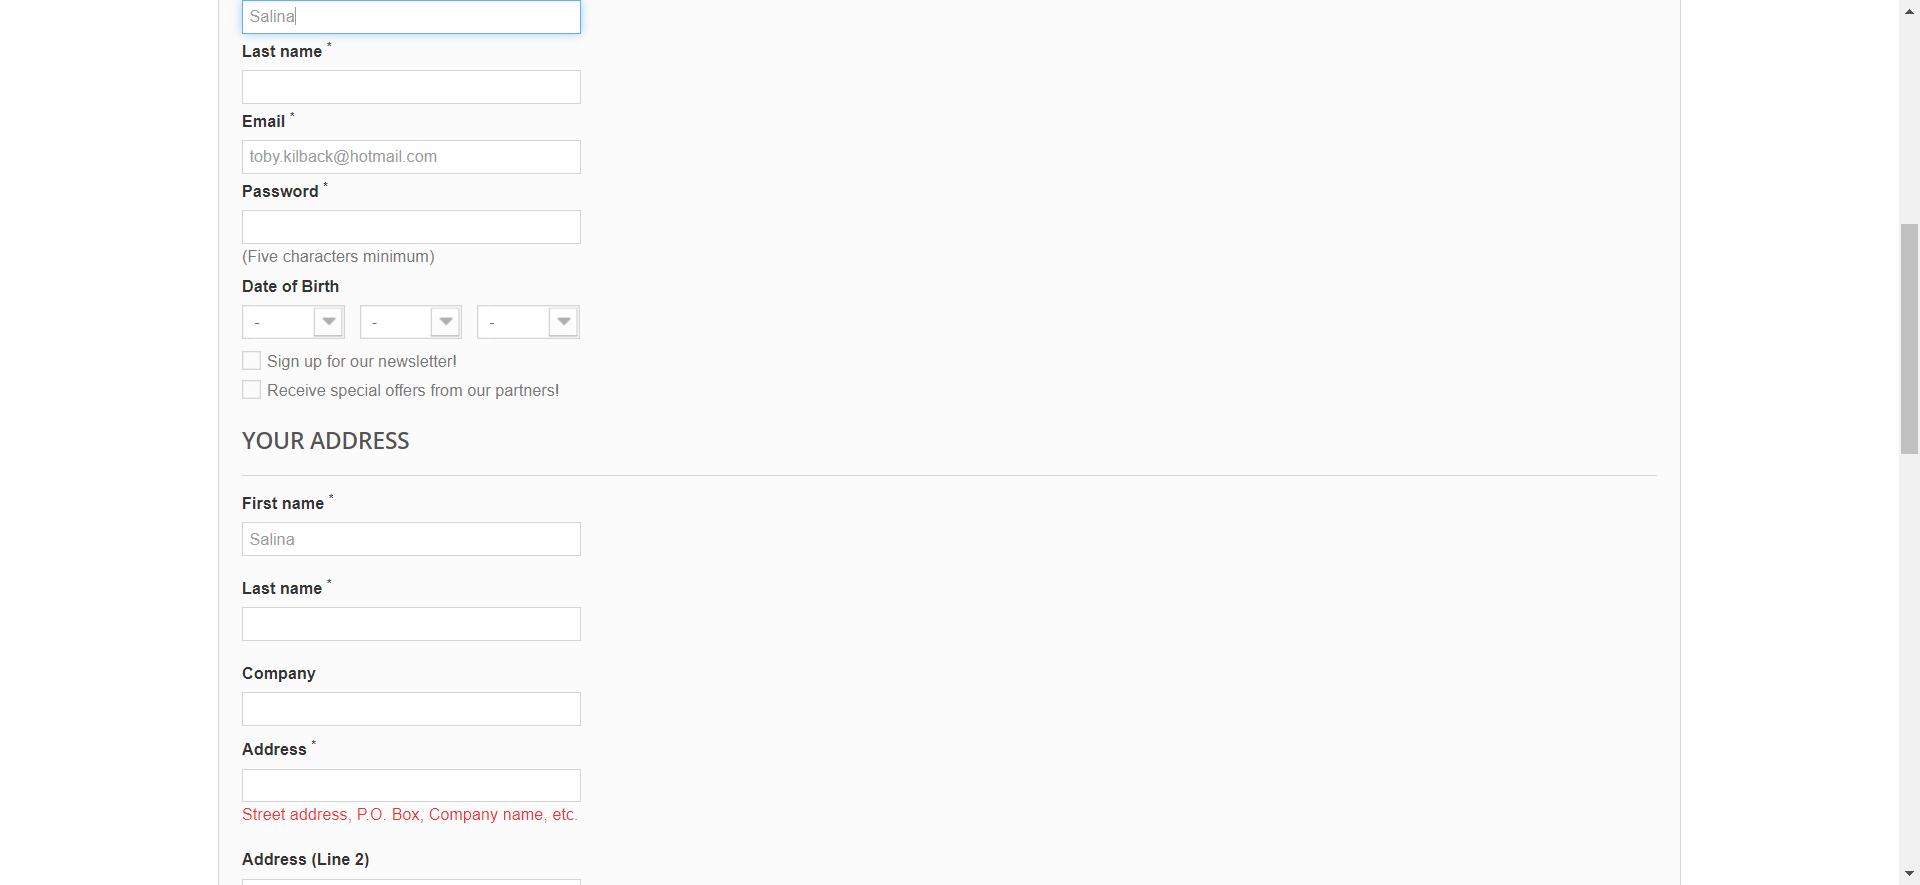 Salina
Last name *
Email *
toby.kilback@hotmail.com
Password *
(Five characters minimum)
Date of Birth
- - -
Sign up for our newsletter!
Receive special offers from our partners!
YOUR ADDRESS
First name *
Salina
Last name *
Company
Address *
Street address, P.O. Box, Company name, etc.
Address (Line 2)